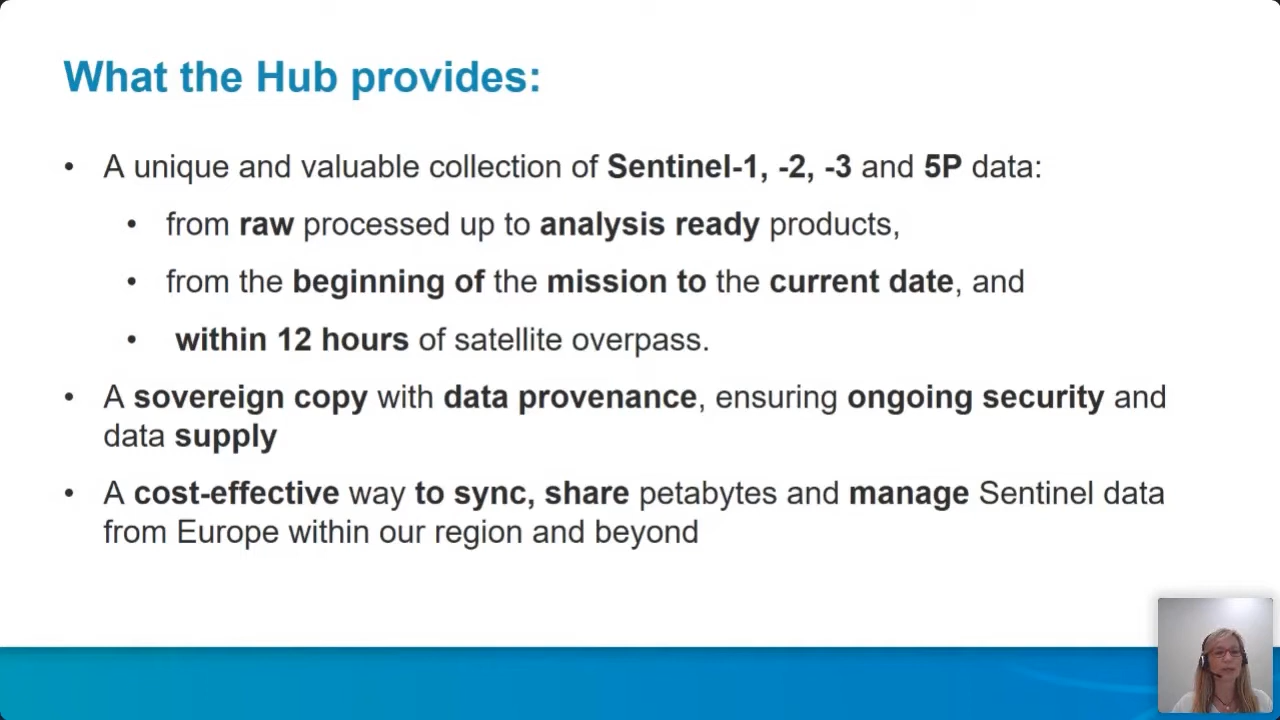 What the Hub provides:
• A unique and valuable collection of Sentinel-1, -2, -3 and 5P data:
• from raw processed up to analysis ready products,
• from the beginning of the mission to the current date, and
• within 12 hours of satellite overpass.
• A sovereign copy with data provenance, ensuring ongoing security and
data supply
• A cost-effective way to sync, share petabytes and manage Sentinel data
from Europe within our region and beyond